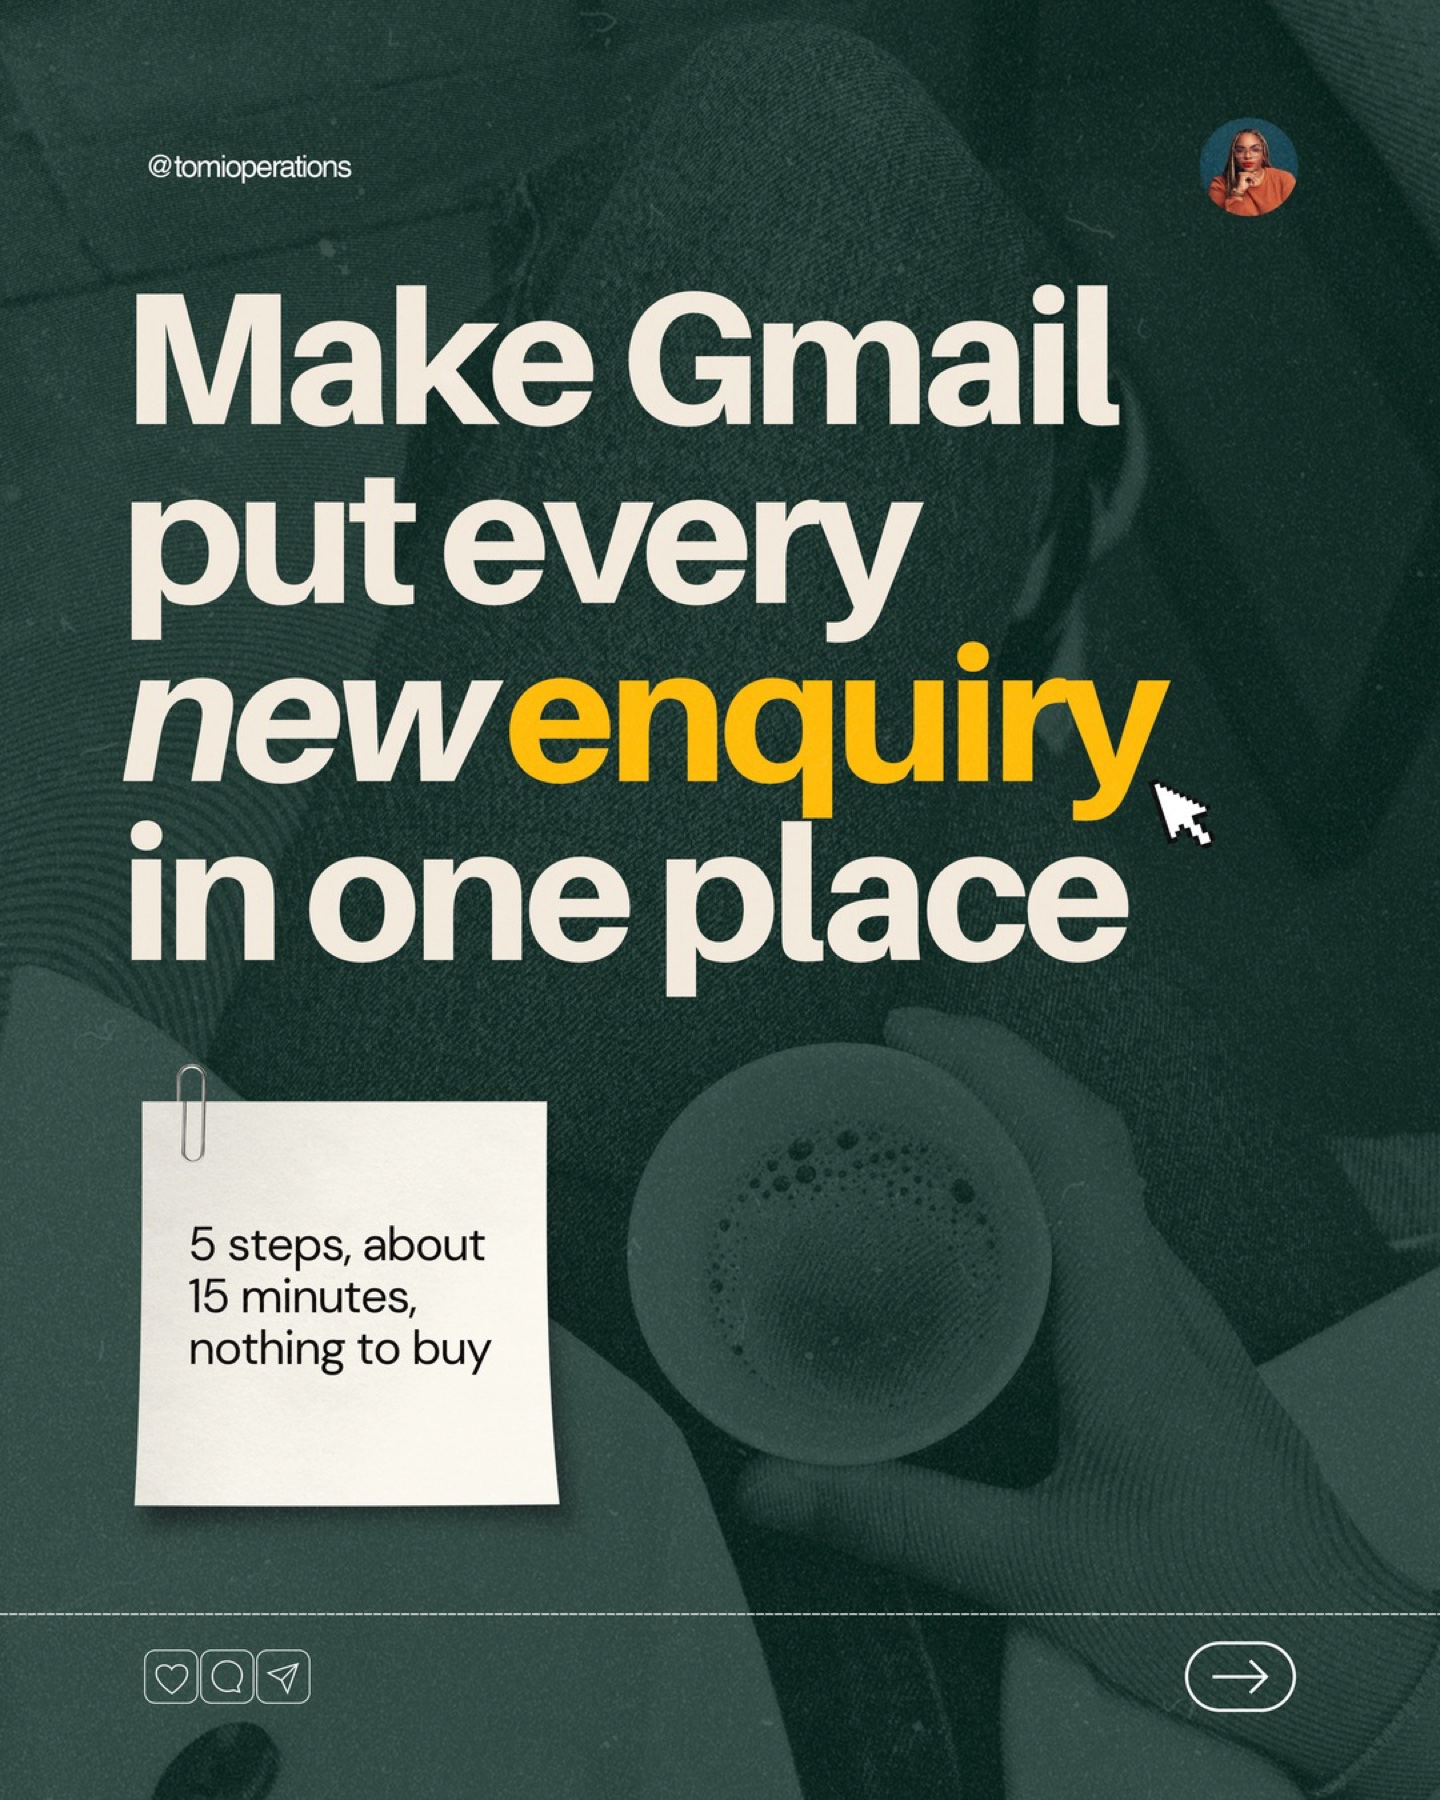 @tomioperations
Make Gmail
put every
new enquiry
in one place
5 steps, about
15 minutes,
nothing to buy